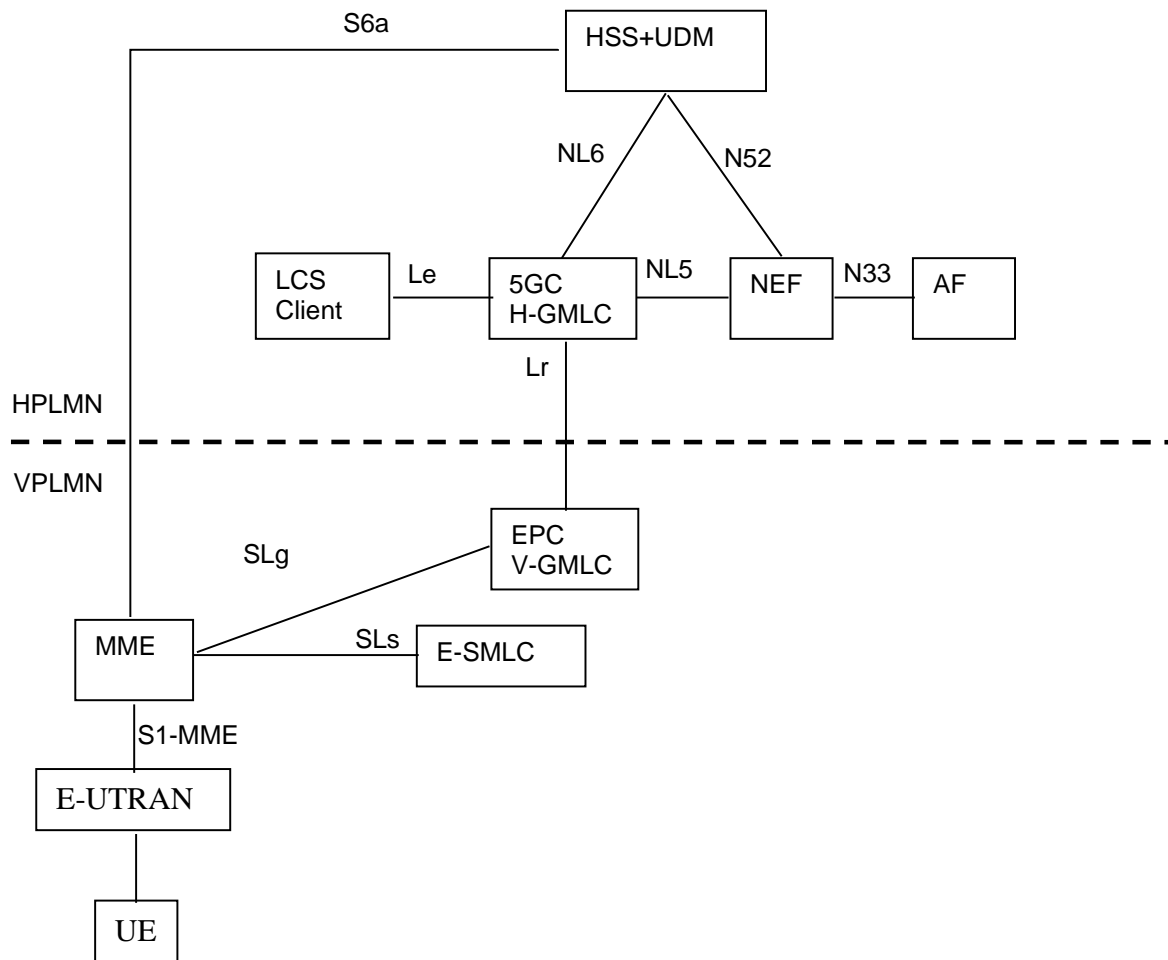 S6a
HSS+UDM
NL6
N52
LCS
Client
Le
5GC
H-GMLC
NL5
NEF
N33
AF
Lr
HPLMN
VPLMN
EPC
V-GMLC
SLg
MME
SLs
E-SMLC
S1-MME
E-UTRAN
UE